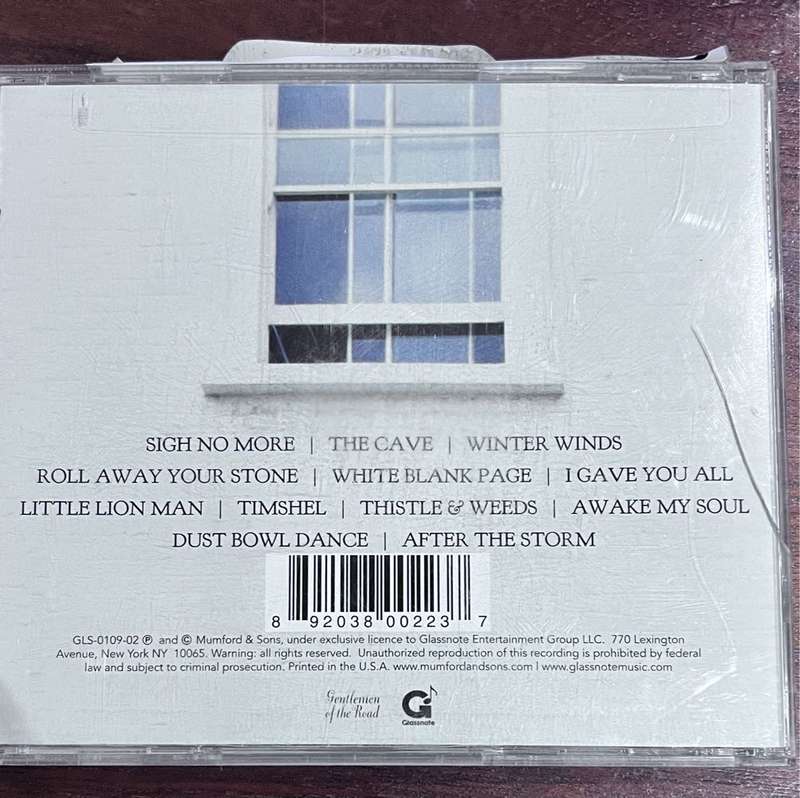 SIGH NO MORE | THE CAVE | WINTER WINDS
ROLL AWAY YOUR STONE | WHITE BLANK PAGE | I GAVE YOU ALL
LITTLE LION MAN | TIMSHEL | THISTLE & WEEDS | AWAKE MY SOUL
DUST BOWL DANCE | AFTER THE STORM
8 92038 00223 7
GLS-0109-02 ℗ and © Mumford & Sons, under exclusive licence to Glassnote Entertainment Group LLC. 770 Lexington
Avenue, New York NY 10065. Warning: all rights reserved. Unauthorized reproduction of this recording is prohibited by federal
law and subject to criminal prosecution. Printed in the U.S.A. www.mumfordandsons.com | www.glassnotemusic.com
Gentlemen
of the Road
G
Glassnote